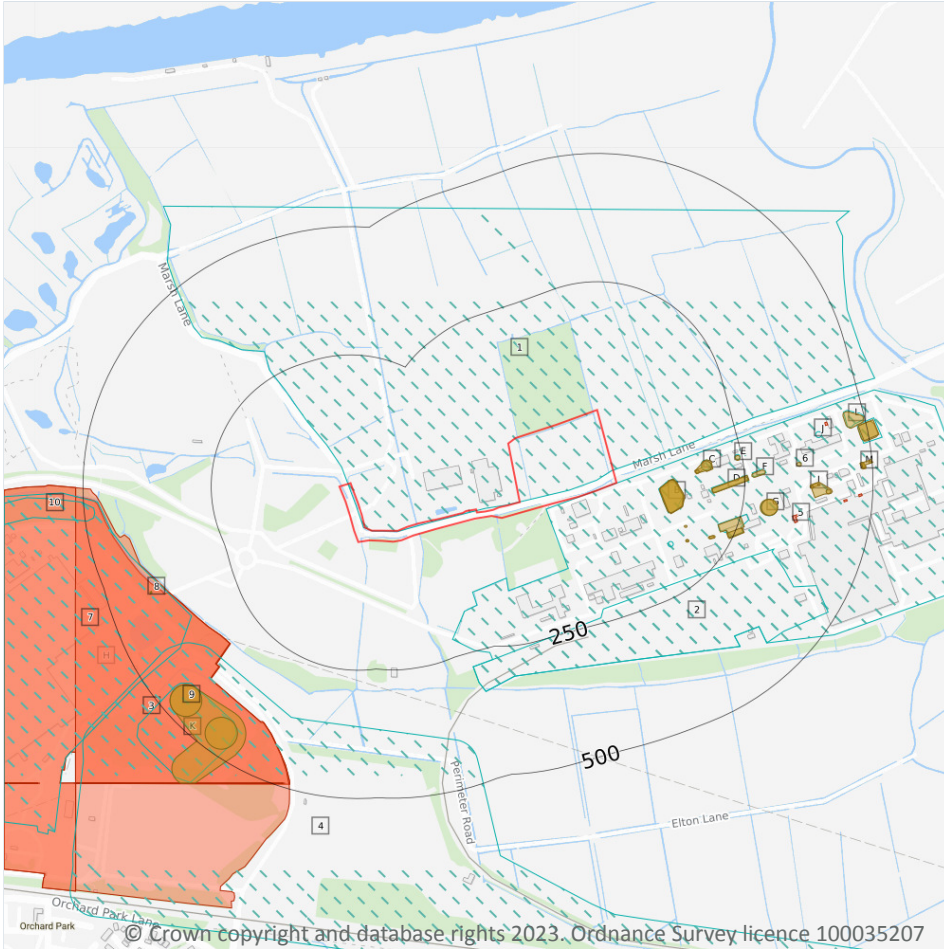 1
Marsh Lane
Marsh Lane
J
L
E
C
6
M
F
D
I
G
5
10
8
2
7
250
H
9
3
K
500
Perimeter Road
Elton Lane
4
Orchard Park Lane
Orchard Park
© Crown copyright and database rights 2023. Ordnance Survey licence 100035207